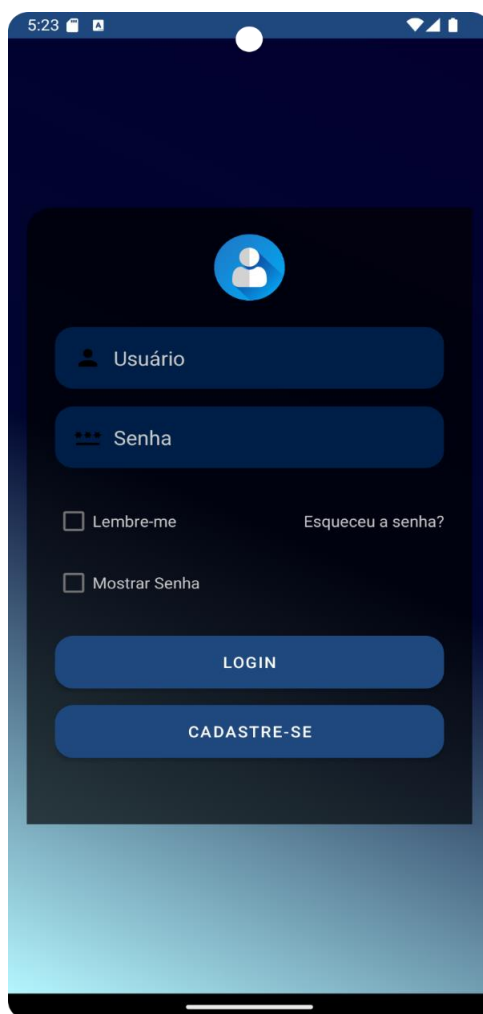 5:23
Usuário
Senha
Lembre-me Esqueceu a senha?
Mostrar Senha
LOGIN
CADASTRE-SE